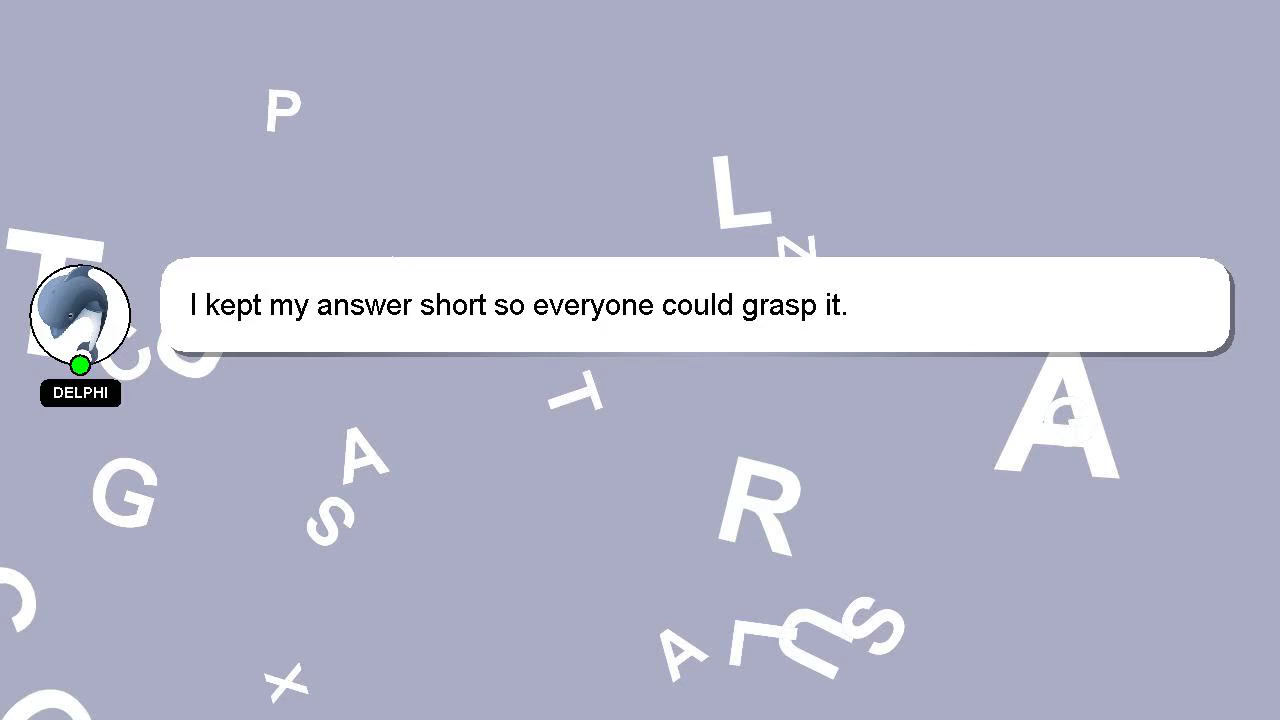 P
L
Z
T
I kept my answer short so everyone could grasp it.
DELPHI
T
A
G
A
G
S
R
C
S
A
L
U
X